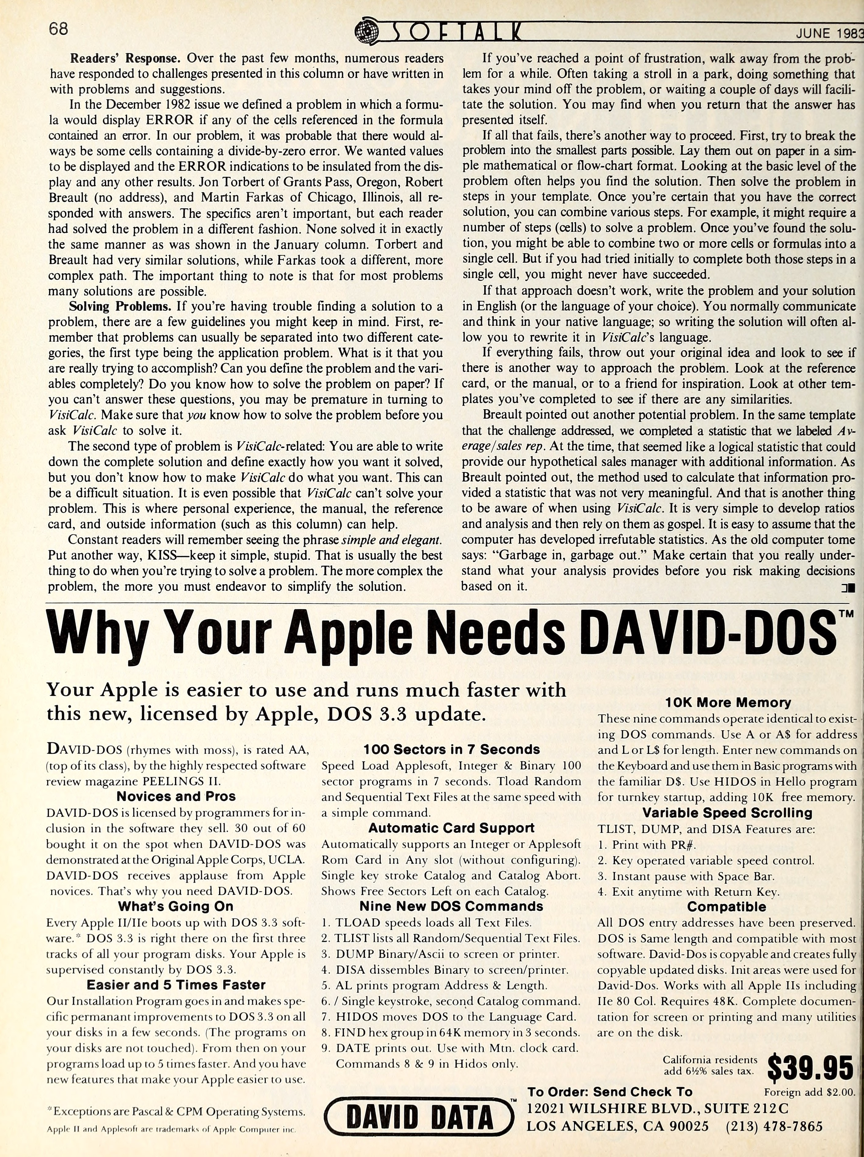 68
SOFTALK
JUNE 1983
Readers' Response. Over the past few months, numerous readers
have responded to challenges presented in this column or have written in
with problems and suggestions.
In the December 1982 issue we defined a problem in which a formu-
la would display ERROR if any of the cells referenced in the formula
contained an error. In our problem, it was probable that there would al-
ways be some cells containing a divide-by-zero error. We wanted values
to be displayed and the ERROR indications to be insulated from the dis-
play and any other results. Jon Torbert of Grants Pass, Oregon, Robert
Breault (no address), and Martin Farkas of Chicago, Illinois, all re-
sponded with answers. The specifics aren't important, but each reader
had solved the problem in a different fashion. None solved it in exactly
the same manner as was shown in the January column. Torbert and
Breault had very similar solutions, while Farkas took a different, more
complex path. The important thing to note is that for most problems
many solutions are possible.
Solving Problems. If you're having trouble finding a solution to a
problem, there are a few guidelines you might keep in mind. First, re-
member that problems can usually be separated into two different cate-
gories, the first type being the application problem. What is it that you
are really trying to accomplish? Can you define the problem and the vari-
ables completely? Do you know how to solve the problem on paper? If
you can't answer these questions, you may be premature in turning to
VisiCalc. Make sure that you know how to solve the problem before you
ask VisiCalc to solve it.
The second type of problem is VisiCalc-related: You are able to write
down the complete solution and define exactly how you want it solved,
but you don't know how to make VisiCalc do what you want. This can
be a difficult situation. It is even possible that VisiCalc can't solve your
problem. This is where personal experience, the manual, the reference
card, and outside information (such as this column) can help.
Constant readers will remember seeing the phrase simple and elegant.
Put another way, KISS—keep it simple, stupid. That is usually the best
thing to do when you're trying to solve a problem. The more complex the
problem, the more you must endeavor to simplify the solution.
If you've reached a point of frustration, walk away from the prob-
lem for a while. Often taking a stroll in a park, doing something that
takes your mind off the problem, or waiting a couple of days will facili-
tate the solution. You may find when you return that the answer has
presented itself.
If all that fails, there's another way to proceed. First, try to break the
problem into the smallest parts possible. Lay them out on paper in a sim-
ple mathematical or flow-chart format. Looking at the basic level of the
problem often helps you find the solution. Then solve the problem in
steps in your template. Once you're certain that you have the correct
solution, you can combine various steps. For example, it might require a
number of steps (cells) to solve a problem. Once you've found the solu-
tion, you might be able to combine two or more cells or formulas into a
single cell. But if you had tried initially to complete both those steps in a
single cell, you might never have succeeded.
If that approach doesn't work, write the problem and your solution
in English (or the language of your choice). You normally communicate
and think in your native language; so writing the solution will often al-
low you to rewrite it in VisiCalc's language.
If everything fails, throw out your original idea and look to see if
there is another way to approach the problem. Look at the reference
card, or the manual, or to a friend for inspiration. Look at other tem-
plates you've completed to see if there are any similarities.
Breault pointed out another potential problem. In the same template
that the challenge addressed, we completed a statistic that we labeled Av-
erage/sales rep. At the time, that seemed like a logical statistic that could
provide our hypothetical sales manager with additional information. As
Breault pointed out, the method used to calculate that information pro-
vided a statistic that was not very meaningful. And that is another thing
to be aware of when using VisiCalc. It is very simple to develop ratios
and analysis and then rely on them as gospel. It is easy to assume that the
computer has developed irrefutable statistics. As the old computer tome
says: "Garbage in, garbage out." Make certain that you really under-
stand what your analysis provides before you risk making decisions
based on it.
Why Your Apple Needs DAVID-DOS™
Your Apple is easier to use and runs much faster with
this new, licensed by Apple, DOS 3.3 update.
DAVID-DOS (rhymes with moss), is rated AA,
(top of its class), by the highly respected software
review magazine PEELINGS II.
Novices and Pros
DAVID-DOS is licensed by programmers for in-
clusion in the software they sell. 30 out of 60
bought it on the spot when DAVID-DOS was
demonstrated at the Original Apple Corps, UCLA.
DAVID-DOS receives applause from Apple
novices. That's why you need DAVID-DOS.
What's Going On
Every Apple II/IIe boots up with DOS 3.3 soft-
ware.* DOS 3.3 is right there on the first three
tracks of all your program disks. Your Apple is
supervised constantly by DOS 3.3.
Easier and 5 Times Faster
Our Installation Program goes in and makes spe-
cific permanant improvements to DOS 3.3 on all
your disks in a few seconds. (The programs on
your disks are not touched). From then on your
programs load up to 5 times faster. And you have
new features that make your Apple easier to use.
*Exceptions are Pascal & CPM Operating Systems.
Apple II and Applesoft are trademarks of Apple Computer inc.
100 Sectors in 7 Seconds
Speed Load Applesoft, Integer & Binary 100
sector programs in 7 seconds. Tload Random
and Sequential Text Files at the same speed with
a simple command.
Automatic Card Support
Automatically supports an Integer or Applesoft
Rom Card in Any slot (without configuring).
Single key stroke Catalog and Catalog Abort.
Shows Free Sectors Left on each Catalog.
Nine New DOS Commands
1. TLOAD speeds loads all Text Files.
2. TLIST lists all Random/Sequential Text Files.
3. DUMP Binary/Ascii to screen or printer.
4. DISA dissembles Binary to screen/printer.
5. AL prints program Address & Length.
6. / Single keystroke, second Catalog command.
7. HIDOS moves DOS to the Language Card.
8. FIND hex group in 64K memory in 3 seconds.
9. DATE prints out. Use with Mtn. clock card.
Commands 8 & 9 in Hidos only.
10K More Memory
These nine commands operate identical to exist-
ing DOS commands. Use A or A$ for address
and L or L$ for length. Enter new commands on
the Keyboard and use them in Basic programs with
the familiar D$. Use HIDOS in Hello program
for turnkey startup, adding 10K free memory.
Variable Speed Scrolling
TLIST, DUMP, and DISA Features are:
1. Print with PR#.
2. Key operated variable speed control.
3. Instant pause with Space Bar.
4. Exit anytime with Return Key.
Compatible
All DOS entry addresses have been preserved.
DOS is Same length and compatible with most
software. David-Dos is copyable and creates fully
copyable updated disks. Init areas were used for
David-Dos. Works with all Apple IIs including
IIe 80 Col. Requires 48K. Complete documen-
tation for screen or printing and many utilities
are on the disk.
California residents
add 6½% sales tax.
$39.95
Foreign add $2.00.
DAVID DATA™
To Order: Send Check To
12021 WILSHIRE BLVD., SUITE 212C
LOS ANGELES, CA 90025 (213) 478-7865